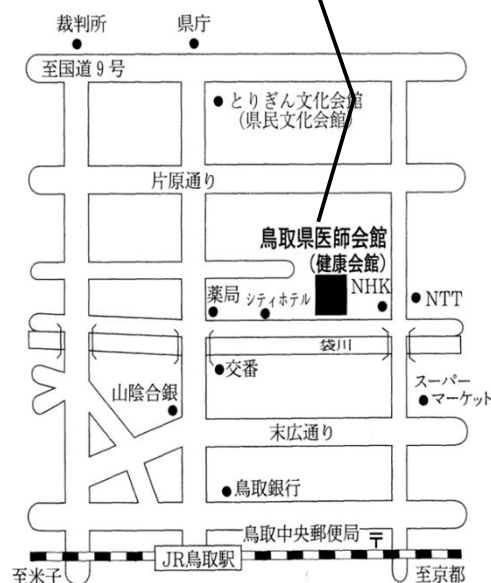 裁判所
県庁
至国道9号
とりぎん文化会館
(県民文化会館)
片原通り
鳥取県医師会館
(健康会館)
薬局
シティホテル
NHK
NTT
袋川
交番
山陰合銀
スーパー
マーケット
末広通り
鳥取銀行
鳥取中央郵便局 〒
JR鳥取駅
至米子
至京都